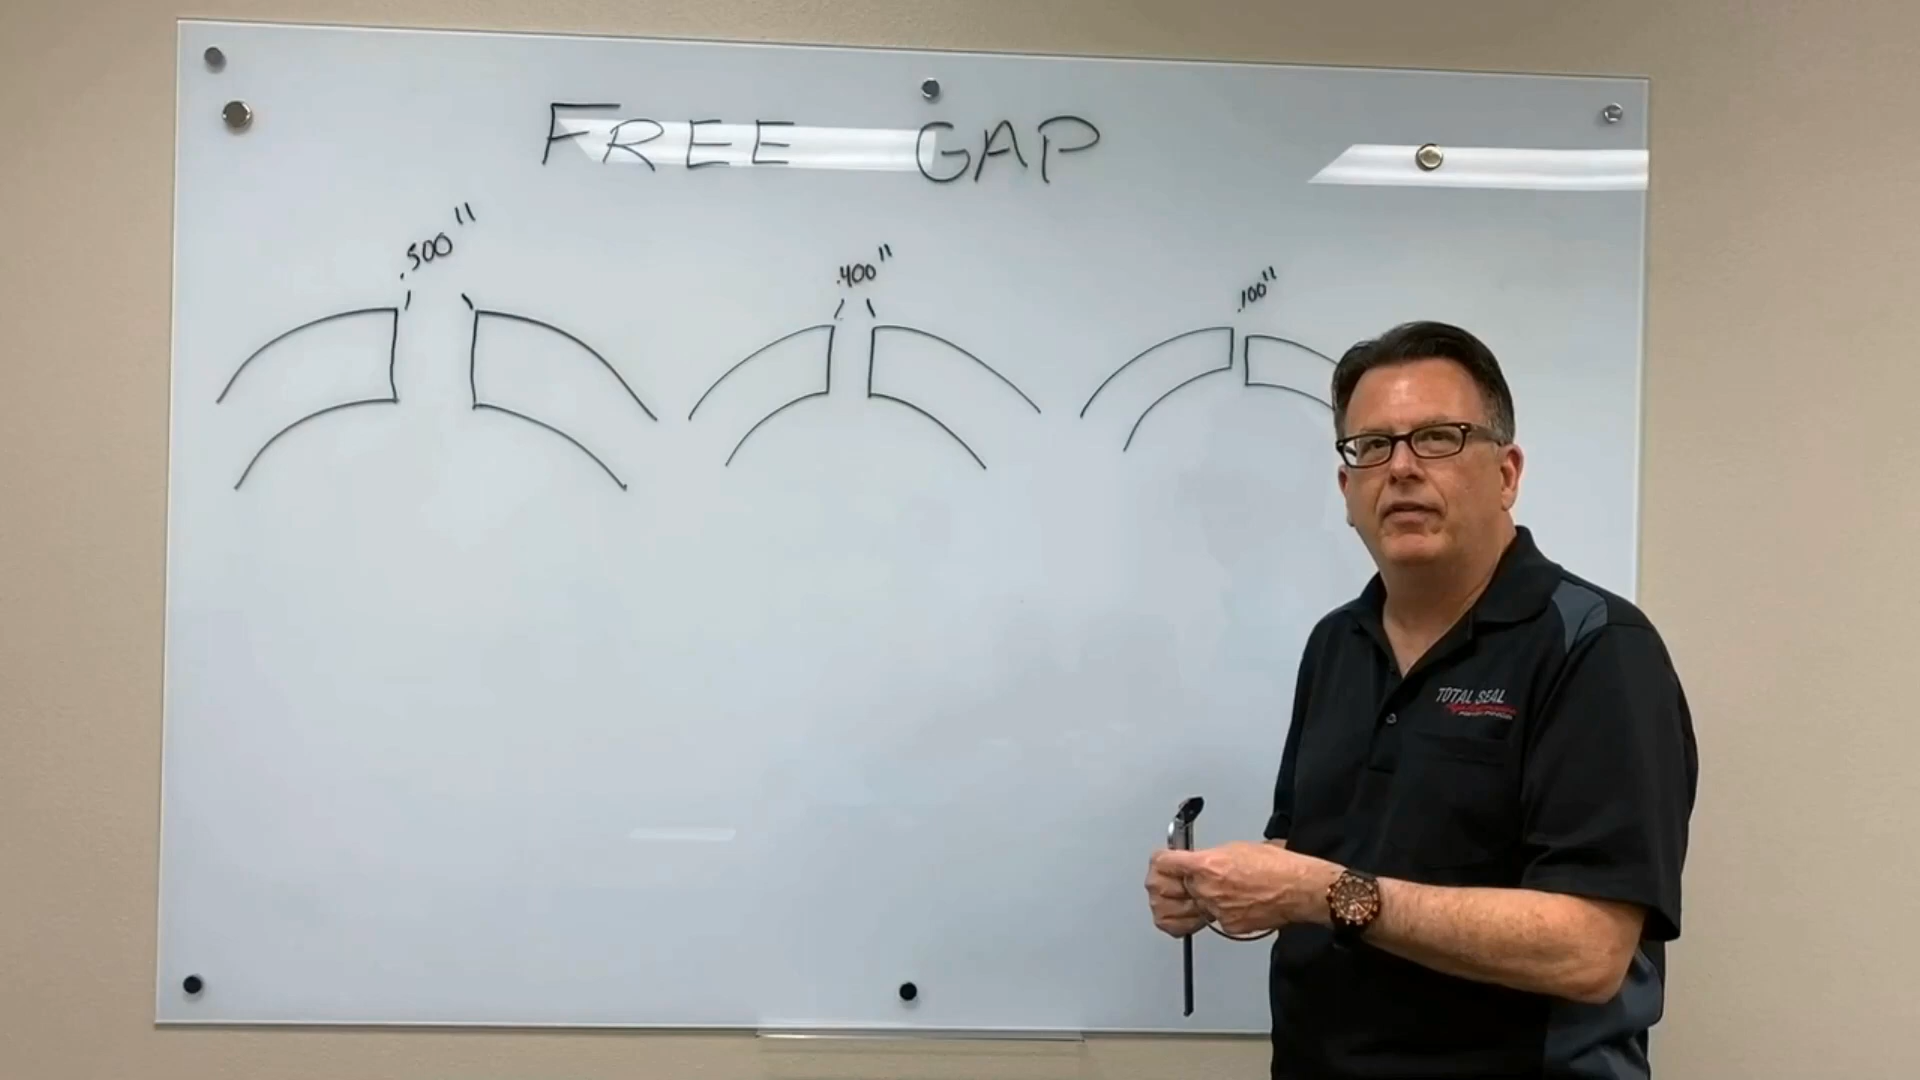 FREE GAP
.500"
.400"
.100"
TOTAL SEAL